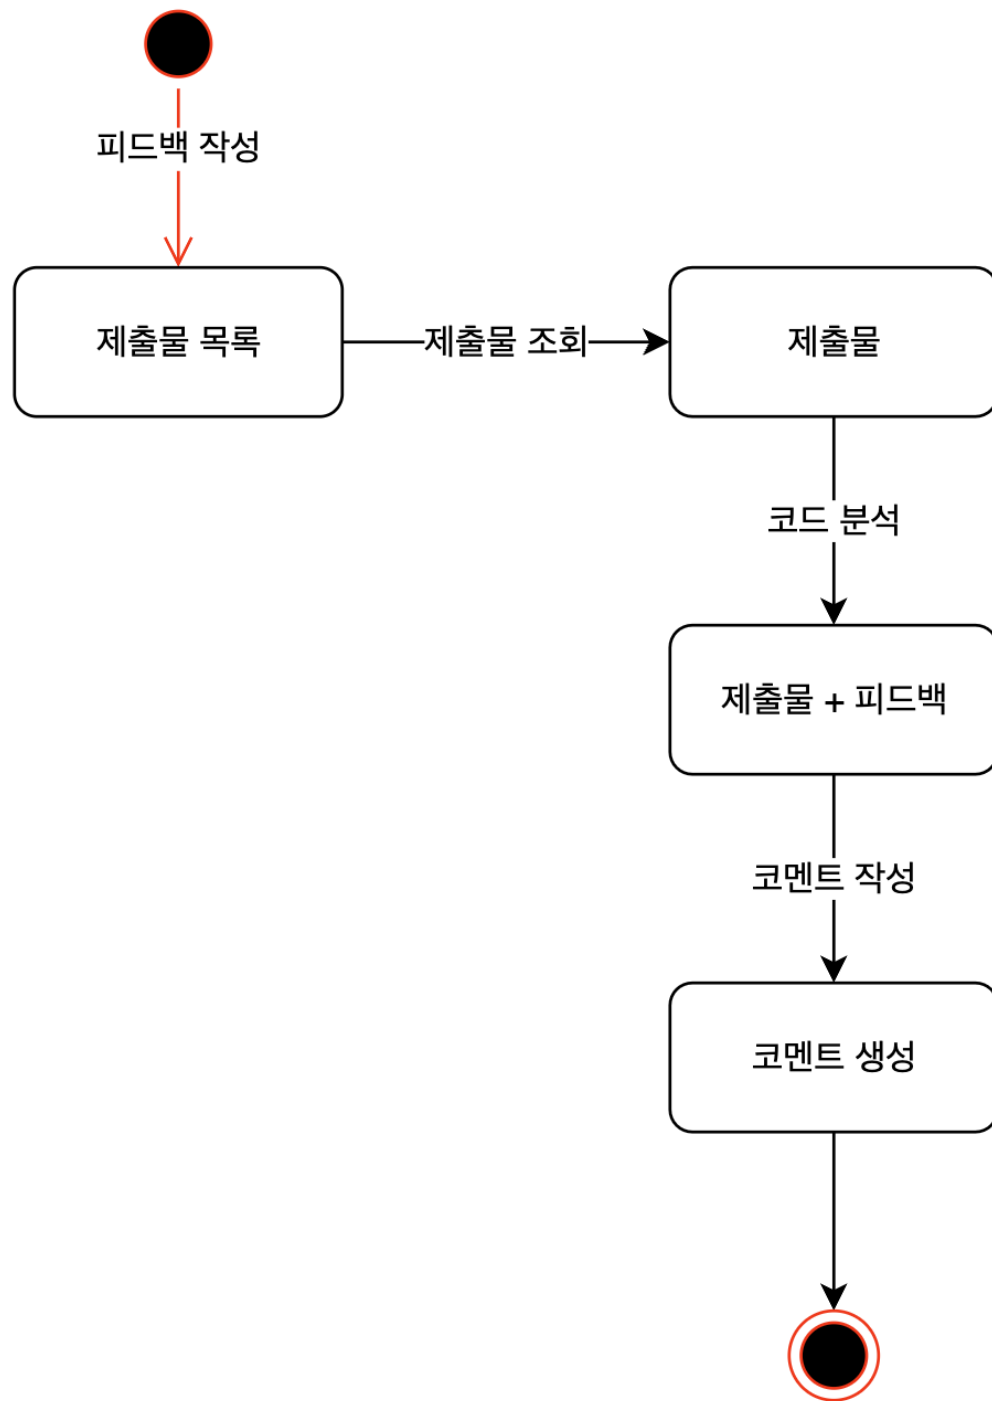 피드백 작성
제출물 목록
제출물 조회
제출물
코드 분석
제출물 + 피드백
코멘트 작성
코멘트 생성